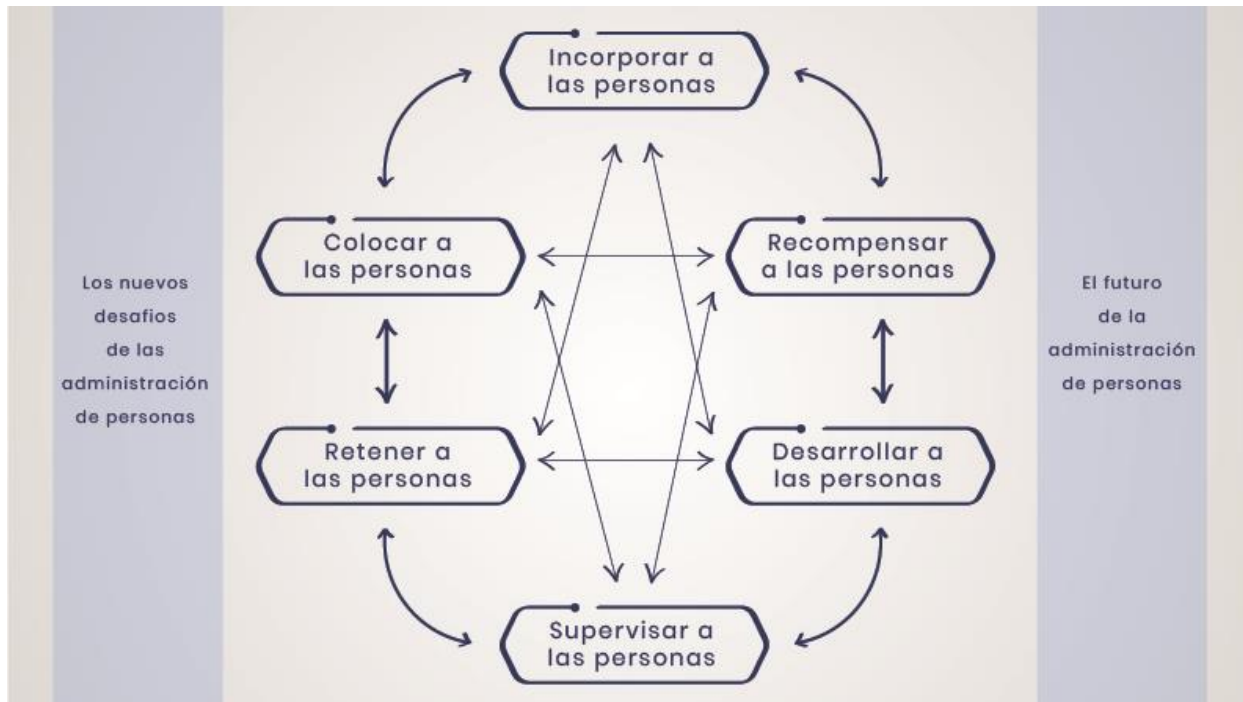 Incorporar a
las personas
Colocar a
las personas
Recompensar
a las personas
Los nuevos
desafios
de las
administración
de personas
El futuro
de la
administración
de personas
Retener a
las personas
Desarrollar a
las personas
Supervisar a
las personas